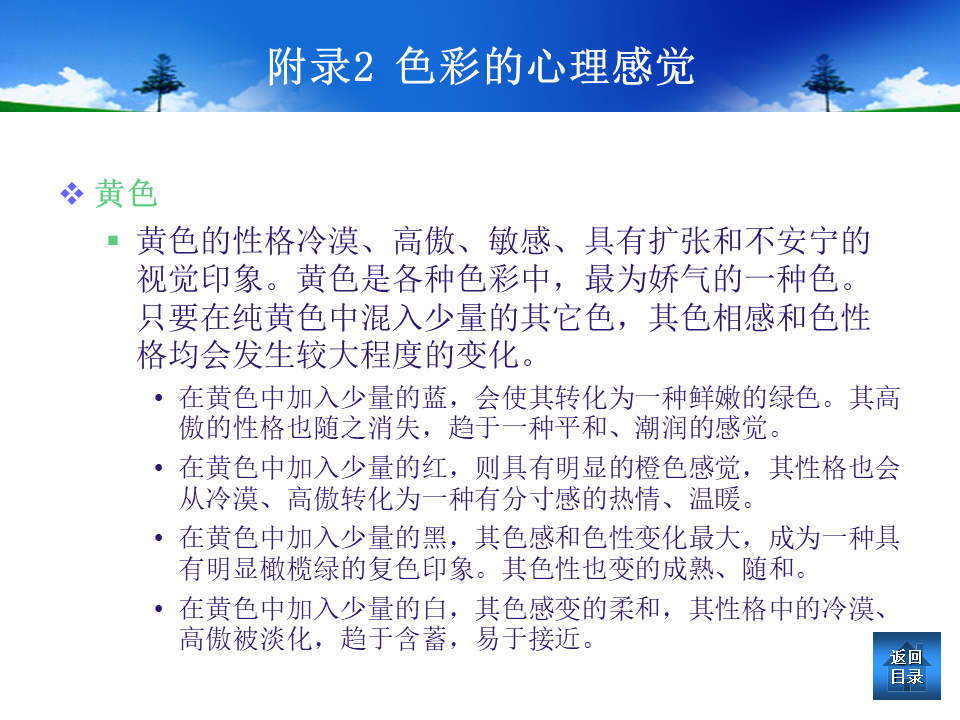 附录2 色彩的心理感觉
黄色
黄色的性格冷漠、高傲、敏感、具有扩张和不安宁的
视觉印象。黄色是各种色彩中，最为娇气的一种色。
只要在纯黄色中混入少量的其它色，其色相感和色性
格均会发生较大程度的变化。
• 在黄色中加入少量的蓝，会使其转化为一种鲜嫩的绿色。其高
傲的性格也随之消失，趋于一种平和、潮润的感觉。
• 在黄色中加入少量的红，则具有明显的橙色感觉，其性格也会
从冷漠、高傲转化为一种有分寸感的热情、温暖。
• 在黄色中加入少量的黑，其色感和色性变化最大，成为一种具
有明显橄榄绿的复色印象。其色性也变的成熟、随和。
• 在黄色中加入少量的白，其色感变的柔和，其性格中的冷漠、
高傲被淡化，趋于含蓄，易于接近。
返回
目录